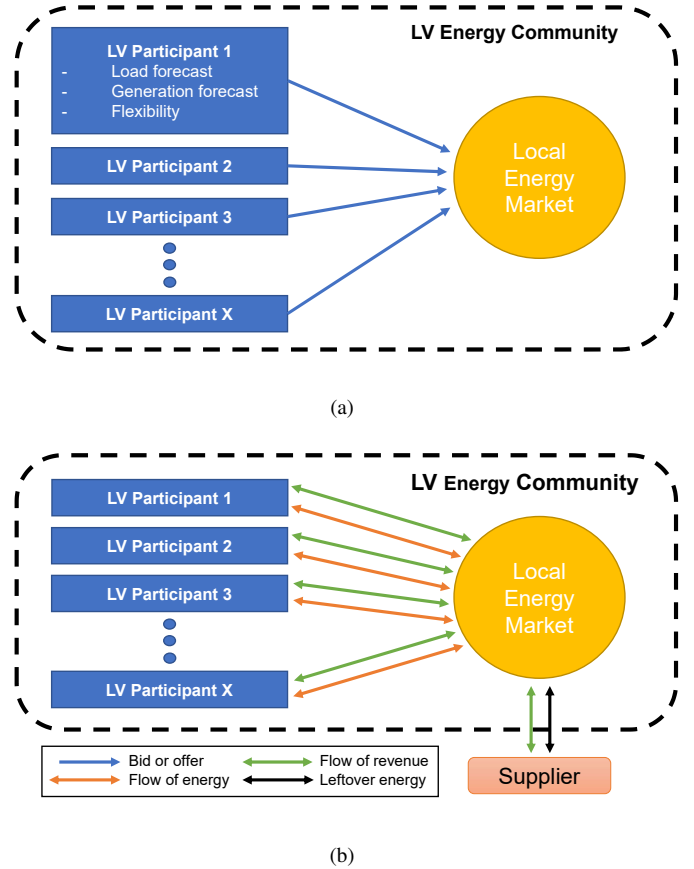 LV Energy Community
LV Participant 1
- Load forecast
- Generation forecast
- Flexibility
LV Participant 2
LV Participant 3
LV Participant X
Local
Energy
Market
(a)
LV Energy Community
LV Participant 1
LV Participant 2
LV Participant 3
LV Participant X
Local
Energy
Market
Bid or offer
Flow of revenue
Flow of energy
Leftover energy
Supplier
(b)